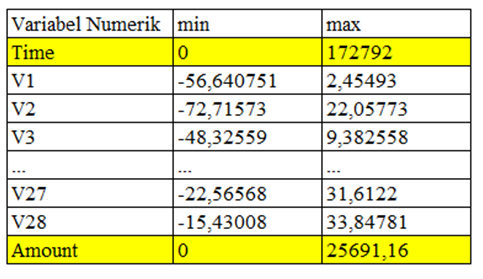 Variabel Numerik min max
Time 0 172792
V1 -56,640751 2,45493
V2 -72,71573 22,05773
V3 -48,32559 9,382558
... ... ...
V27 -22,56568 31,6122
V28 -15,43008 33,84781
Amount 0 25691,16